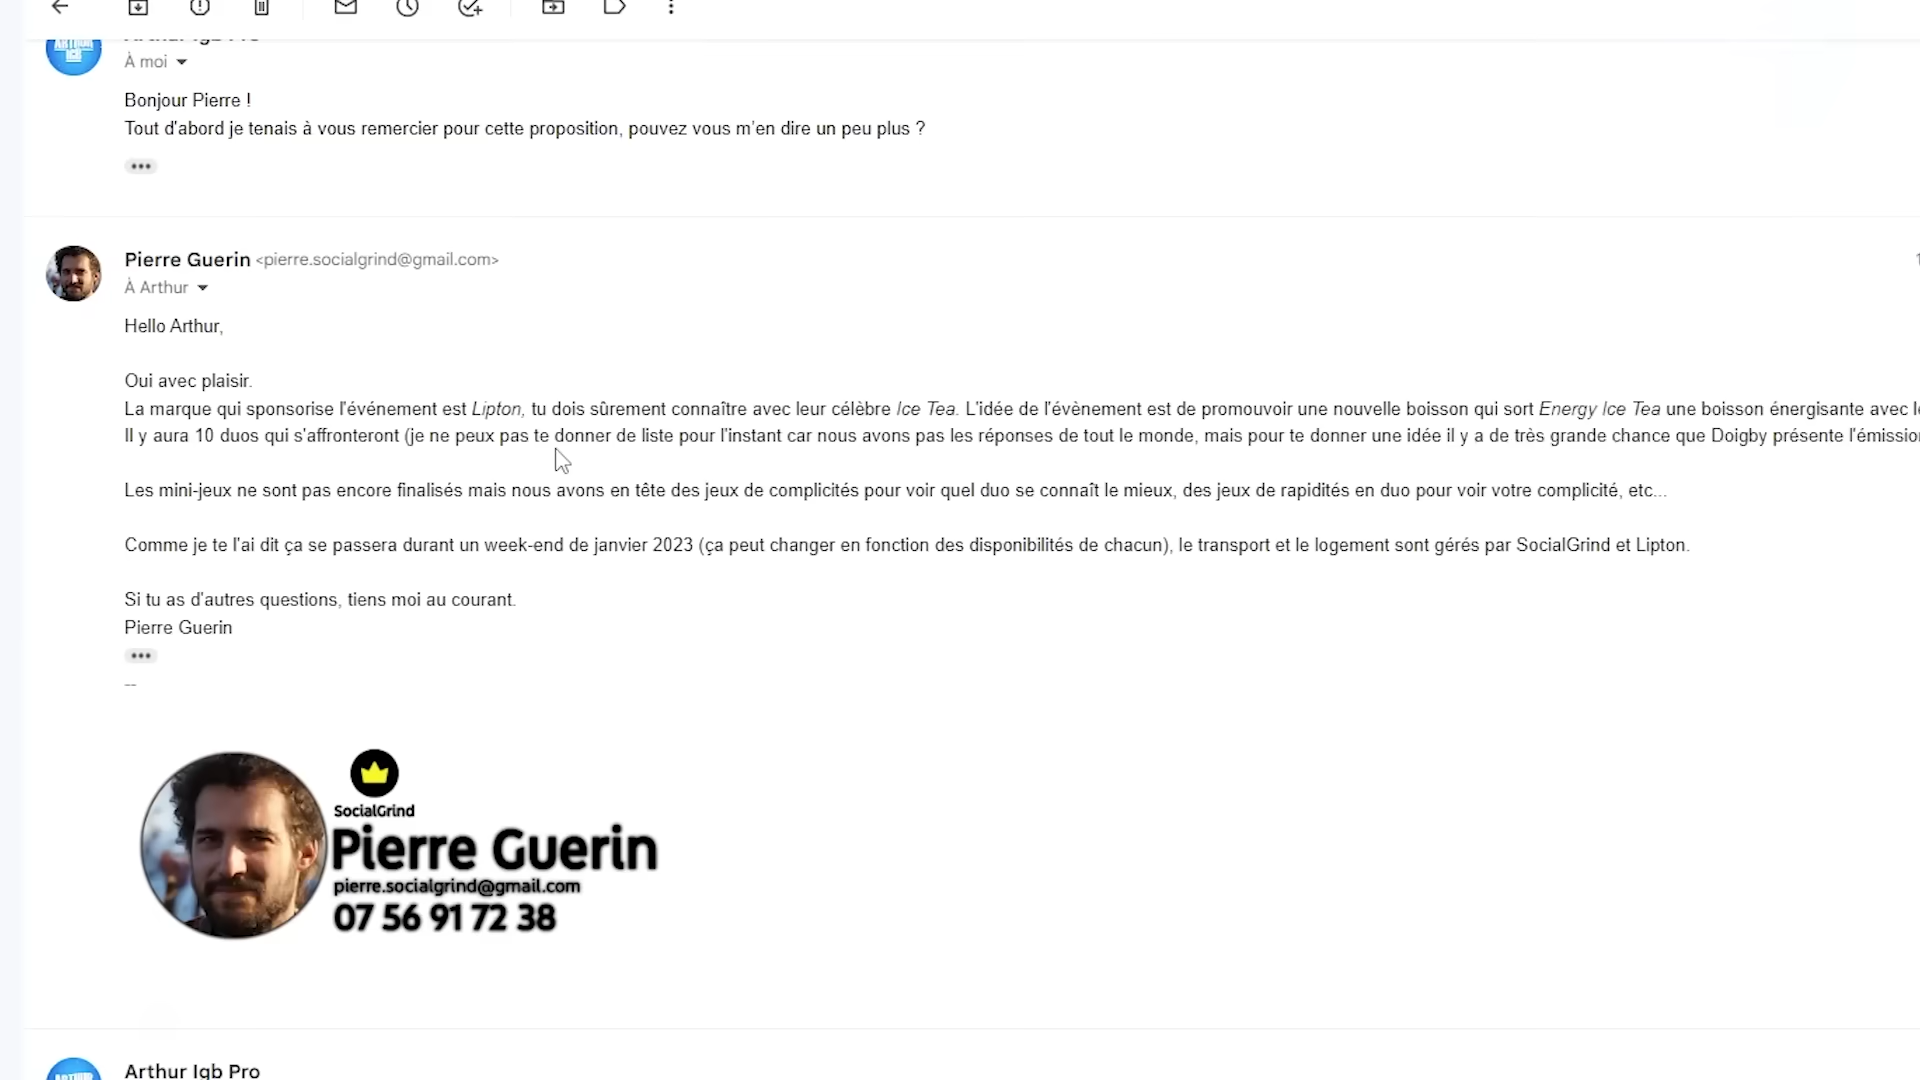 À moi
Bonjour Pierre !
Tout d'abord je tenais à vous remercier pour cette proposition, pouvez vous m'en dire un peu plus ?
Pierre Guerin <pierre.socialgrind@gmail.com>
À Arthur
Hello Arthur,
Oui avec plaisir.
La marque qui sponsorise l'événement est Lipton, tu dois sûrement connaître avec leur célèbre Ice Tea. L'idée de l'évènement est de promouvoir une nouvelle boisson qui sort Energy Ice Tea une boisson énergisante avec
Il y aura 10 duos qui s'affronteront (je ne peux pas te donner de liste pour l'instant car nous avons pas les réponses de tout le monde, mais pour te donner une idée il y a de très grande chance que Doigby présente
Les mini-jeux ne sont pas encore finalisés mais nous avons en tête des jeux de complicités pour voir quel duo se connaît le mieux, des jeux de rapidités en duo pour voir votre complicité, etc...
Comme je te l'ai dit ça se passera durant un week-end de janvier 2023 (ça peut changer en fonction des disponibilités de chacun), le transport et le logement sont gérés par SocialGrind et Lipton.
Si tu as d'autres questions, tiens moi au courant.
Pierre Guerin
--
SocialGrind
Pierre Guerin
pierre.socialgrind@gmail.com
07 56 91 72 38
Arthur Igb Pro